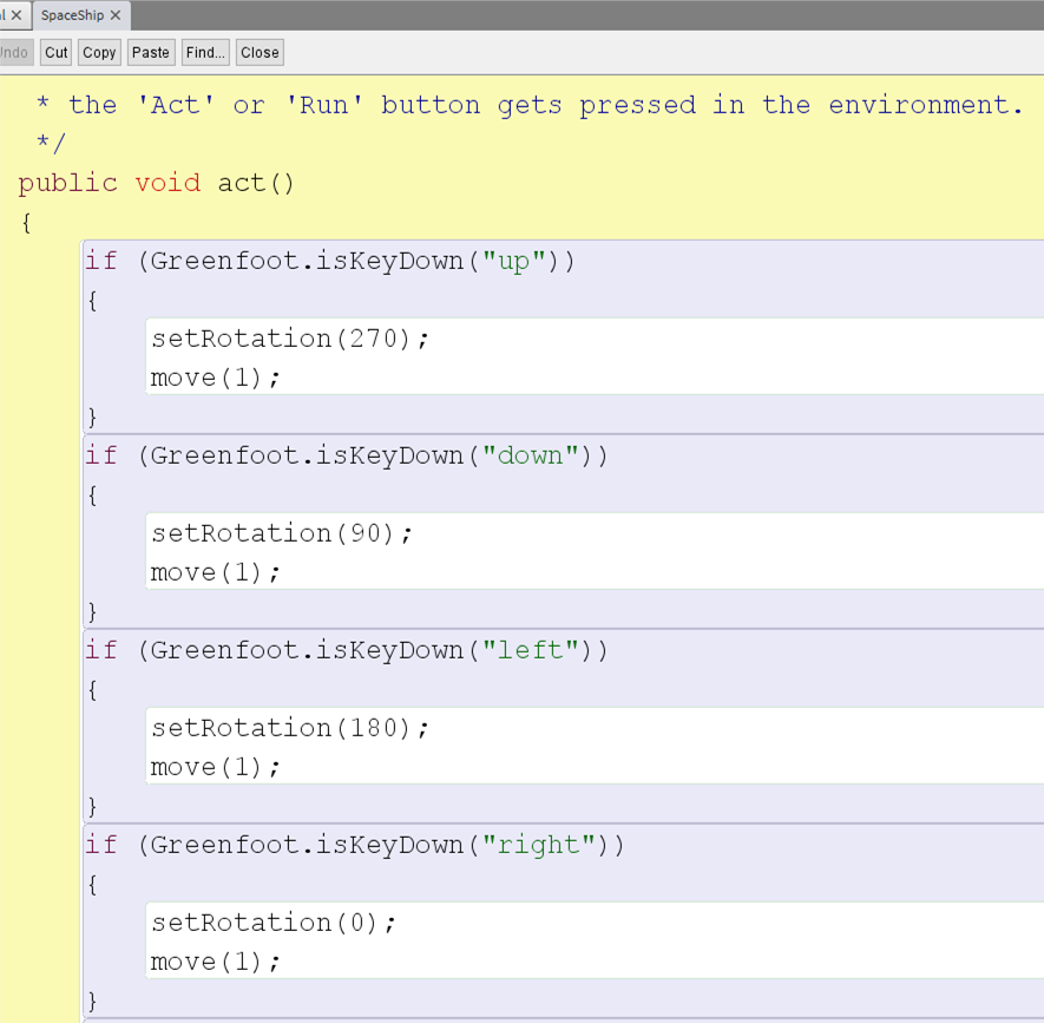 SpaceShip ✕
Undo Cut Copy Paste Find... Close
* the 'Act' or 'Run' button gets pressed in the environment.
*/
public void act()
{
if (Greenfoot.isKeyDown("up"))
{
setRotation(270);
move(1);
}
if (Greenfoot.isKeyDown("down"))
{
setRotation(90);
move(1);
}
if (Greenfoot.isKeyDown("left"))
{
setRotation(180);
move(1);
}
if (Greenfoot.isKeyDown("right"))
{
setRotation(0);
move(1);
}